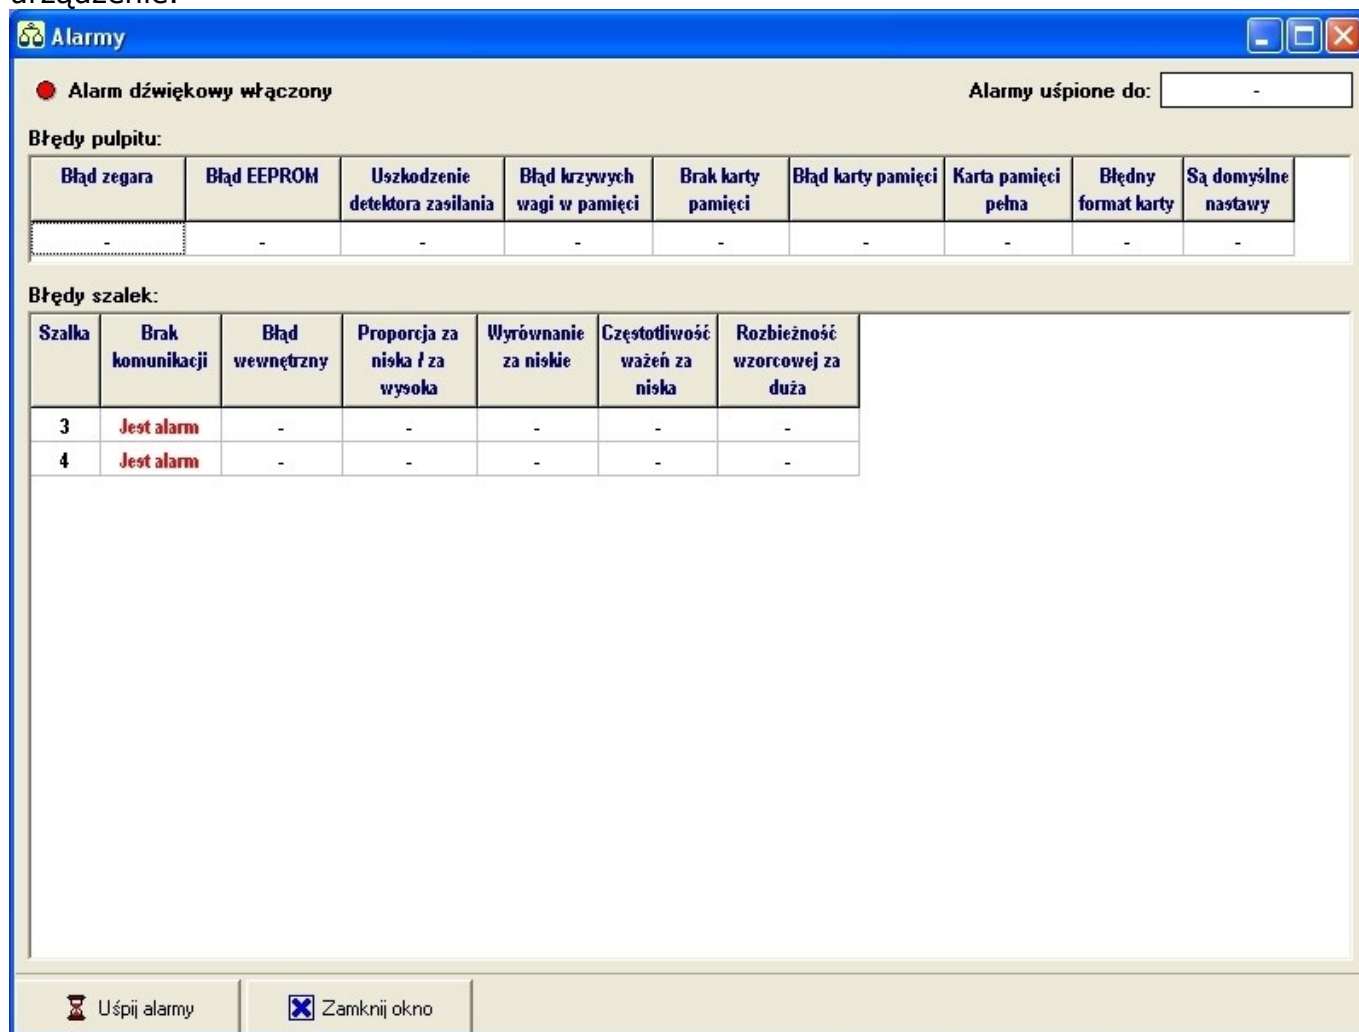 urządzenie.
Alarmy
Alarm dźwiękowy włączony
Alarmy uśpione do: -
Błędy pulpitu:
Błąd zegara Błąd EEPROM Uszkodzenie detektora zasilania Błąd krzywych wagi w pamięci Brak karty pamięci Błąd karty pamięci Karta pamięci pełna Błędny format karty Są domyślne nastawy
- - - - - - - - -
Błędy szalek:
Szalka Brak komunikacji Błąd wewnętrzny Proporcja za niska / za wysoka Wyrównanie za niskie Częstotliwość ważeń za niska Rozbieżność wzorcowej za duża
3 Jest alarm - - - - -
4 Jest alarm - - - - -
Uśpij alarmy Zamknij okno